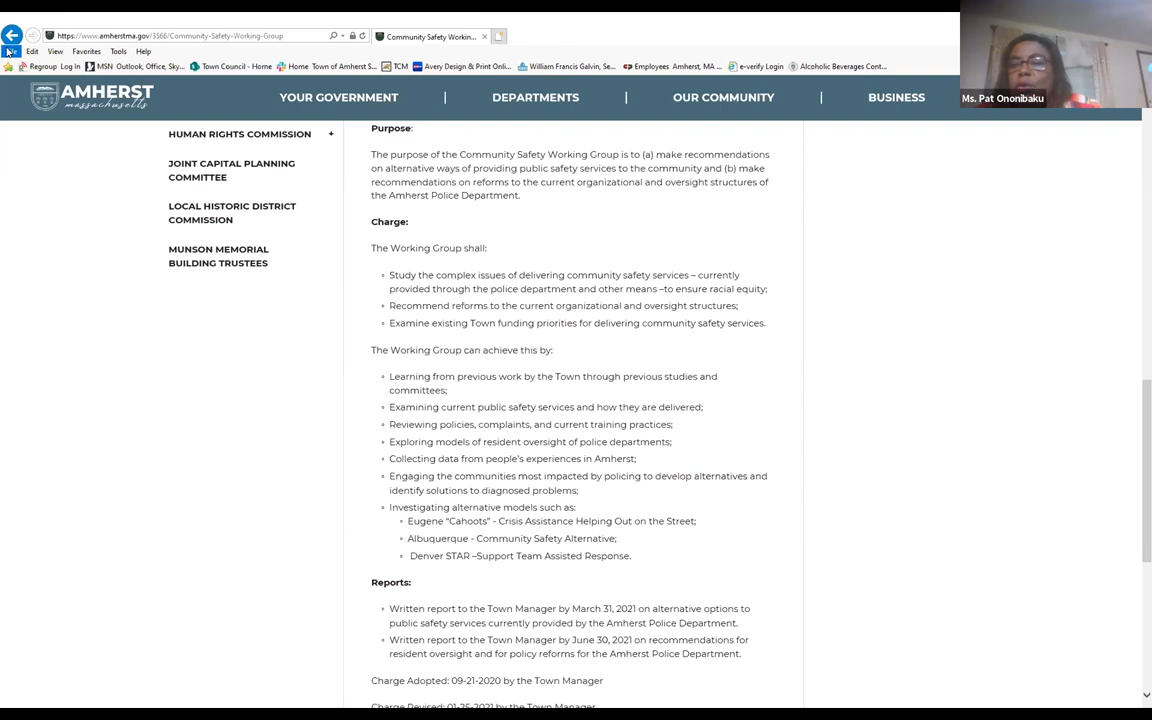 https://www.amherstma.gov/3566/Community-Safety-Working-Group
Community Safety Workin...
Edit View Favorites Tools Help
Regroup Log In MSN Outlook, Office, Sky... Town Council - Home Home Town of Amherst S... TCM Avery Design & Print Onli... William Francis Galvin, Se... Employees Amherst, MA ... e-verify Login Alcoholic Beverages Cont...
Ms. Pat Ononibaku
AMHERST
massachusetts
YOUR GOVERNMENT | DEPARTMENTS | OUR COMMUNITY | BUSINESS
HUMAN RIGHTS COMMISSION +
JOINT CAPITAL PLANNING
COMMITTEE
LOCAL HISTORIC DISTRICT
COMMISSION
MUNSON MEMORIAL
BUILDING TRUSTEES
Purpose:
The purpose of the Community Safety Working Group is to (a) make recommendations
on alternative ways of providing public safety services to the community and (b) make
recommendations on reforms to the current organizational and oversight structures of
the Amherst Police Department.
Charge:
The Working Group shall:
Study the complex issues of delivering community safety services – currently
provided through the police department and other means –to ensure racial equity;
Recommend reforms to the current organizational and oversight structures;
Examine existing Town funding priorities for delivering community safety services.
The Working Group can achieve this by:
Learning from previous work by the Town through previous studies and
committees;
Examining current public safety services and how they are delivered;
Reviewing policies, complaints, and current training practices;
Exploring models of resident oversight of police departments;
Collecting data from people's experiences in Amherst;
Engaging the communities most impacted by policing to develop alternatives and
identify solutions to diagnosed problems;
Investigating alternative models such as:
Eugene “Cahoots” - Crisis Assistance Helping Out on the Street;
Albuquerque - Community Safety Alternative;
Denver STAR –Support Team Assisted Response.
Reports:
Written report to the Town Manager by March 31, 2021 on alternative options to
public safety services currently provided by the Amherst Police Department.
Written report to the Town Manager by June 30, 2021 on recommendations for
resident oversight and for policy reforms for the Amherst Police Department.
Charge Adopted: 09-21-2020 by the Town Manager
Charge Revised: 01-25-2021 by the Town Manager